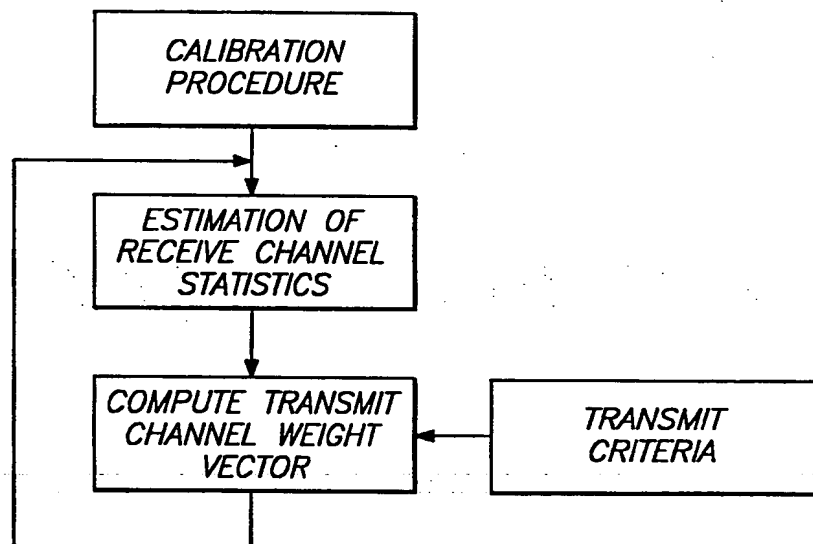 CALIBRATION
PROCEDURE
ESTIMATION OF
RECEIVE CHANNEL
STATISTICS
COMPUTE TRANSMIT
CHANNEL WEIGHT
VECTOR
TRANSMIT
CRITERIA